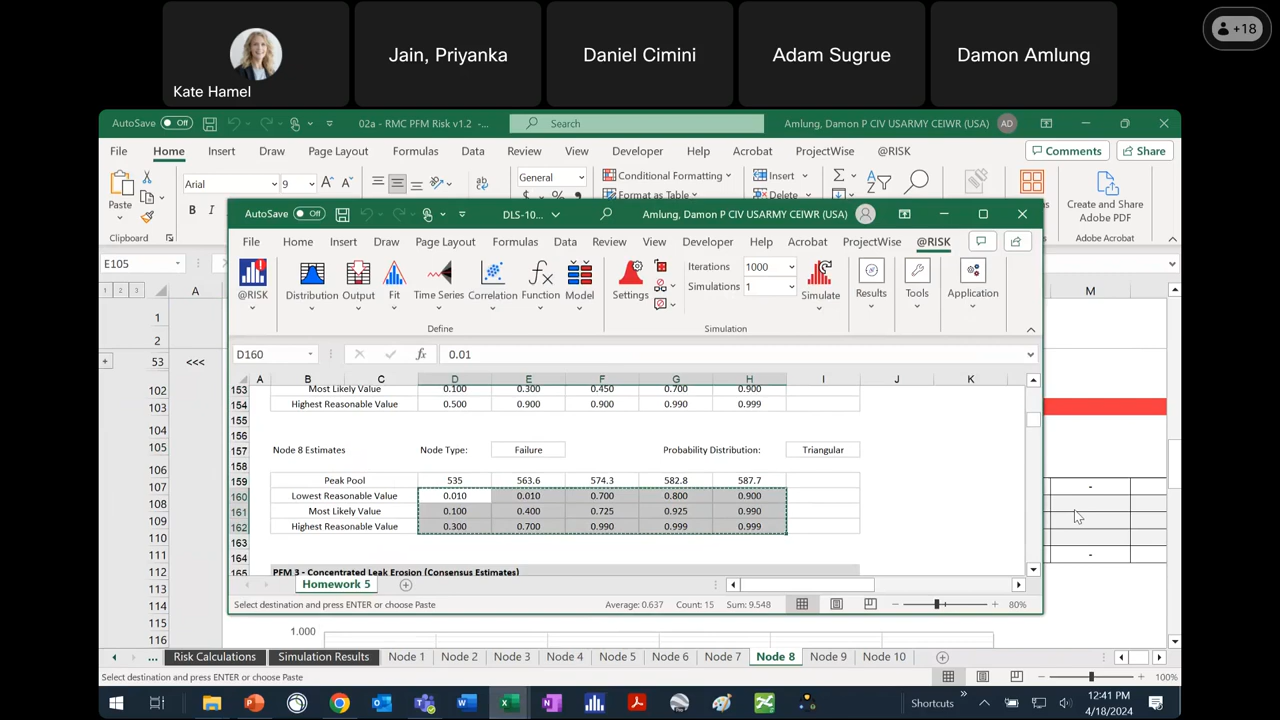 Kate Hamel
Jain, Priyanka
Daniel Cimini
Adam Sugrue
Damon Amlung
+18
AutoSave Off
02a - RMC PFM Risk v1.2 -...
Search
Amlung, Damon P CIV USARMY CEIWR (USA)
AD
File Home Insert Draw Page Layout Formulas Data Review View Developer Help Acrobat ProjectWise @RISK
Comments Share
Paste
Arial 9
General
Conditional Formatting
Insert
Delete
Create and Share
Adobe PDF
B I
Clipboard
Adobe Acrobat
E105
AutoSave Off
DLS-10...
Amlung, Damon P CIV USARMY CEIWR (USA)
File Home Insert Draw Page Layout Formulas Data Review View Developer Help Acrobat ProjectWise @RISK
@RISK Distribution Output Fit Time Series Correlation Function Model Settings
Iterations 1000
Simulations 1
Simulate Results Tools Application
Define Simulation
D160 fx 0.01
A B C D E F G H I J K
153 Most Likely Value 0.100 0.300 0.450 0.700 0.900
154 Highest Reasonable Value 0.500 0.900 0.900 0.990 0.999
155
156
157 Node 8 Estimates Node Type: Failure Probability Distribution: Triangular
158
159 Peak Pool 535 563.6 574.3 582.8 587.7
160 Lowest Reasonable Value 0.010 0.010 0.700 0.800 0.900
161 Most Likely Value 0.100 0.400 0.725 0.925 0.990
162 Highest Reasonable Value 0.300 0.700 0.990 0.999 0.999
163
164
165 PFM 3 - Concentrated Leak Erosion (Consensus Estimates)
Homework 5
Select destination and press ENTER or choose Paste
Average: 0.637 Count: 15 Sum: 9.548
80%
1 2 3
A
M
1
2
53 <<<
102
103
104
105
106
107 -
108
109
110
111 -
112
113
114
115
116
1.000
... Risk Calculations Simulation Results Node 1 Node 2 Node 3 Node 4 Node 5 Node 6 Node 7 Node 8 Node 9 Node 10
Select destination and press ENTER or choose Paste
100%
Shortcuts
12:41 PM
4/18/2024